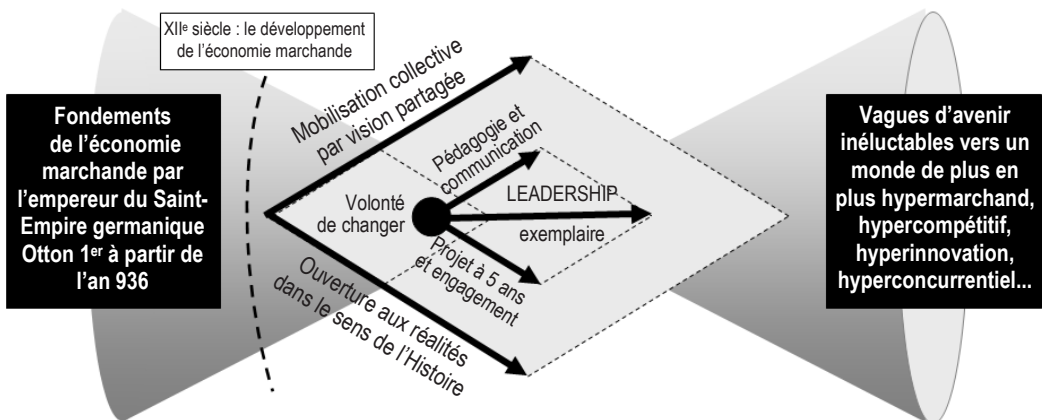 XIIe siècle : le développement
de l’économie marchande
Fondements
de l’économie
marchande par
l’empereur du Saint-
Empire germanique
Otton 1er à partir de
l’an 936
Mobilisation collective
par vision partagée
Pédagogie et
communication
Volonté
de changer
LEADERSHIP
exemplaire
Projet à 5 ans
et engagement
Ouverture aux réalités
dans le sens de l’Histoire
Vagues d’avenir
inéluctables vers un
monde de plus en
plus hypermarchand,
hypercompétitif,
hyperinnovation,
hyperconcurrentiel...